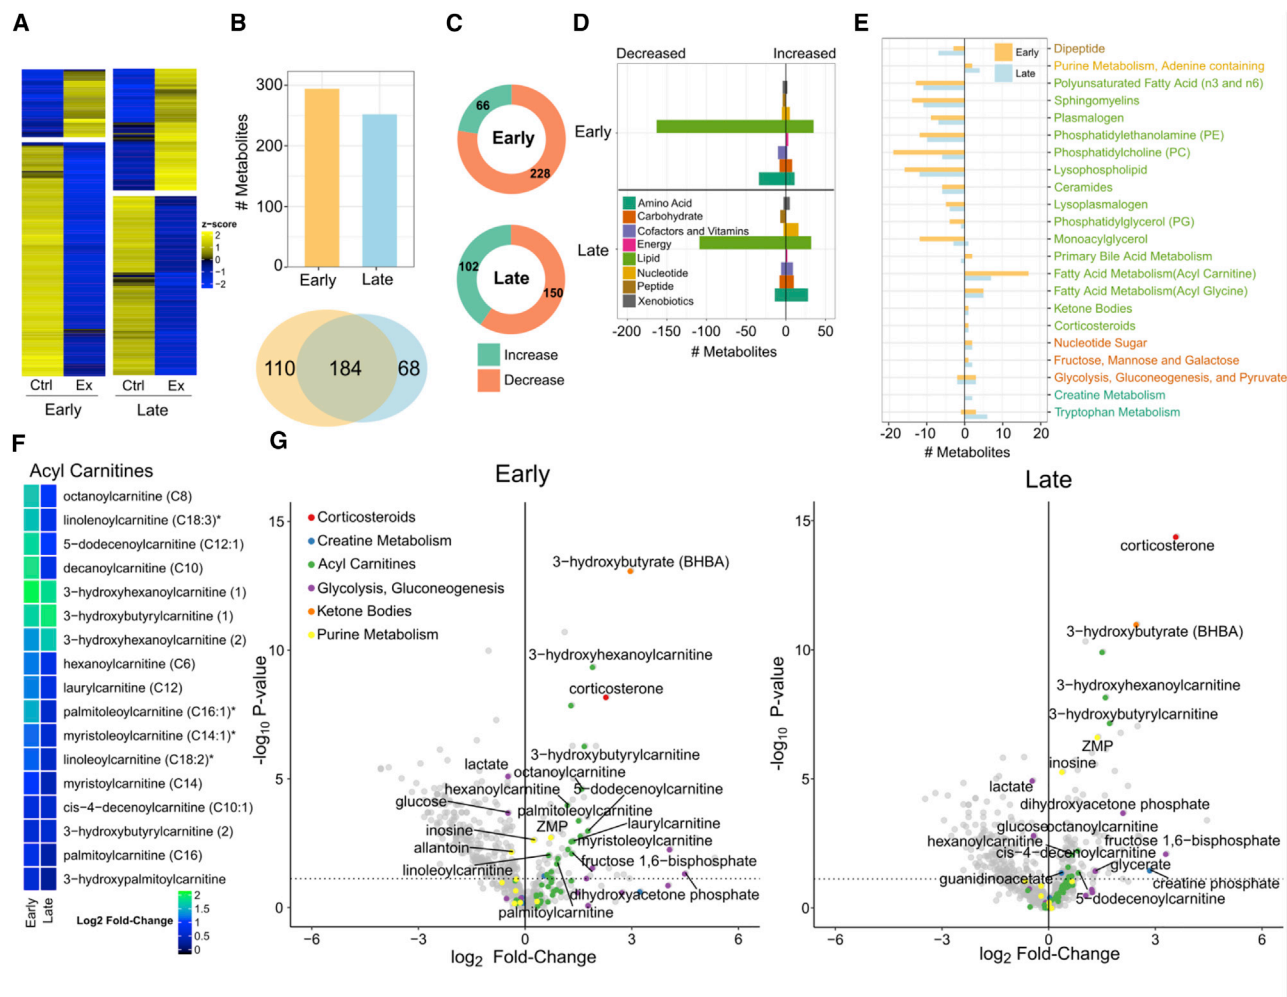 A
B
C
D
E
300
200
100
0
# Metabolites
Early
Late
z-score
2
1
0
−1
−2
Ctrl
Ex
Ctrl
Ex
Early
Late
110
184
68
66
Early
228
102
Late
150
Increase
Decrease
Decreased
Increased
Early
Late
Amino Acid
Carbohydrate
Cofactors and Vitamins
Energy
Lipid
Nucleotide
Peptide
Xenobiotics
-200
-150
-100
-50
0
50
# Metabolites
Early
Late
Dipeptide
Purine Metabolism, Adenine containing
Polyunsaturated Fatty Acid (n3 and n6)
Sphingomyelins
Plasmalogen
Phosphatidylethanolamine (PE)
Phosphatidylcholine (PC)
Lysophospholipid
Ceramides
Lysoplasmalogen
Phosphatidylglycerol (PG)
Monoacylglycerol
Primary Bile Acid Metabolism
Fatty Acid Metabolism(Acyl Carnitine)
Fatty Acid Metabolism(Acyl Glycine)
Ketone Bodies
Corticosteroids
Nucleotide Sugar
Fructose, Mannose and Galactose
Glycolysis, Gluconeogenesis, and Pyruvate
Creatine Metabolism
Tryptophan Metabolism
-20
-10
0
10
20
# Metabolites
F
Acyl Carnitines
octanoylcarnitine (C8)
linolenoylcarnitine (C18:3)*
5−dodecenoylcarnitine (C12:1)
decanoylcarnitine (C10)
3−hydroxyhexanoylcarnitine (1)
3−hydroxybutyrylcarnitine (1)
3−hydroxyhexanoylcarnitine (2)
hexanoylcarnitine (C6)
laurylcarnitine (C12)
palmitoleoylcarnitine (C16:1)*
myristoleoylcarnitine (C14:1)*
linoleoylcarnitine (C18:2)*
myristoylcarnitine (C14)
cis−4−decenoylcarnitine (C10:1)
3−hydroxybutyrylcarnitine (2)
palmitoylcarnitine (C16)
3−hydroxypalmitoylcarnitine
Early
Late
Log2 Fold-Change
2
1.5
1
0.5
0
G
Early
15
10
5
0
-log10 P-value
Corticosteroids
Creatine Metabolism
Acyl Carnitines
Glycolysis, Gluconeogenesis
Ketone Bodies
Purine Metabolism
3−hydroxybutyrate (BHBA)
3−hydroxyhexanoylcarnitine
corticosterone
3−hydroxybutyrylcarnitine
lactate
octanoylcarnitine
hexanoylcarnitine
5−dodecenoylcarnitine
glucose
palmitoleoylcarnitine
ZMP
laurylcarnitine
inosine
myristoleoylcarnitine
allantoin
fructose 1,6−bisphosphate
linoleoylcarnitine
dihydroxyacetone phosphate
palmitoylcarnitine
−6
−3
0
3
6
log2 Fold-Change
Late
15
10
5
0
-log10 P-value
corticosterone
3−hydroxybutyrate (BHBA)
3−hydroxyhexanoylcarnitine
3−hydroxybutyrylcarnitine
ZMP
inosine
lactate
dihydroxyacetone phosphate
glucose
octanoylcarnitine
hexanoylcarnitine
fructose 1,6−bisphosphate
cis−4−decenoylcarnitine
glycerate
guanidinoacetate
creatine phosphate
5−dodecenoylcarnitine
−6
−3
0
3
6
log2 Fold-Change